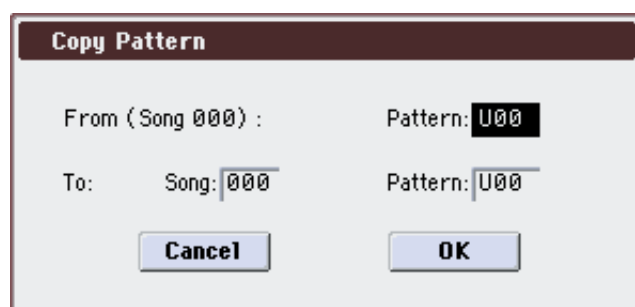 Copy Pattern
From (Song 000) : Pattern: U00
To: Song: 000 Pattern: U00
Cancel OK